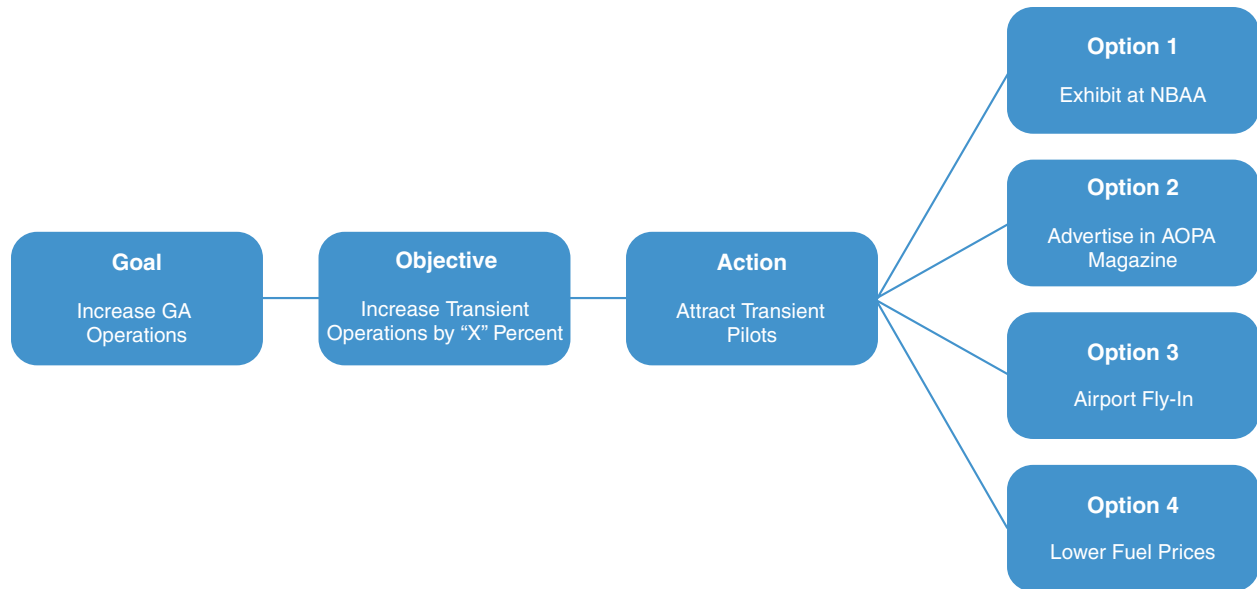 Goal
Increase GA
Operations
Objective
Increase Transient
Operations by “X” Percent
Action
Attract Transient
Pilots
Option 1
Exhibit at NBAA
Option 2
Advertise in AOPA
Magazine
Option 3
Airport Fly-In
Option 4
Lower Fuel Prices